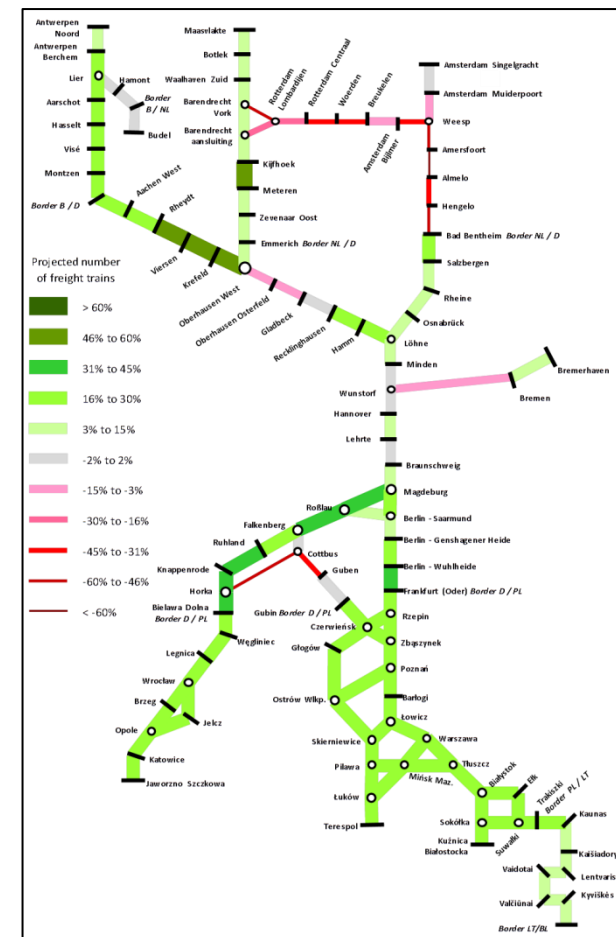 Antwerpen
Noord
Antwerpen
Berchem
Lier
Hamont
Border
B / NL
Budel
Aarschot
Hasselt
Visé
Montzen
Border B / D
Aachen West
Rheydt
Viersen
Krefeld
Oberhausen West
Maasvlakte
Botlek
Waalhaven Zuid
Barendrecht
Vork
Barendrecht
aansluiting
Rotterdam
Lombardijen
Rotterdam Centraal
Woerden
Breukelen
Amsterdam
Bijlmer
Kijfhoek
Meteren
Zevenaar Oost
Emmerich Border NL / D
Amsterdam Singelgracht
Amsterdam Muiderpoort
Weesp
Amersfoort
Almelo
Hengelo
Bad Bentheim Border NL / D
Salzbergen
Rheine
Osnabrück
Löhne
Oberhausen Osterfeld
Gladbeck
Recklinghausen
Hamm
Minden
Wunstorf
Bremerhaven
Bremen
Hannover
Lehrte
Braunschweig
Magdeburg
Projected number
of freight trains
> 60%
46% to 60%
31% to 45%
16% to 30%
3% to 15%
-2% to 2%
-15% to -3%
-30% to -16%
-45% to -31%
-60% to -46%
< -60%
Roßlau
Falkenberg
Berlin - Saarmund
Berlin - Genshagener Heide
Berlin - Wuhlheide
Frankfurt (Oder) Border D / PL
Ruhland
Cottbus
Guben
Knappenrode
Horka
Bielawa Dolna
Border D / PL
Gubin Border D / PL
Węgliniec
Legnica
Wrocław
Brzeg
Jelcz
Opole
Katowice
Jaworzno Szczkowa
Rzepin
Czerwieńsk
Zbąszynek
Głogów
Poznań
Ostrów Wlkp.
Barłogi
Łowicz
Skierniewice
Warszawa
Pilawa
Mińsk Maz.
Tłuszcz
Łuków
Terespol
Białystok
Ełk
Trakiszki
Border PL / LT
Sokółka
Suwałki
Kuźnica
Białostocka
Kaunas
Kaišiadorys
Vaidotai
Lentvaris
Valčiūnai
Kyviškės
Border LT/BL